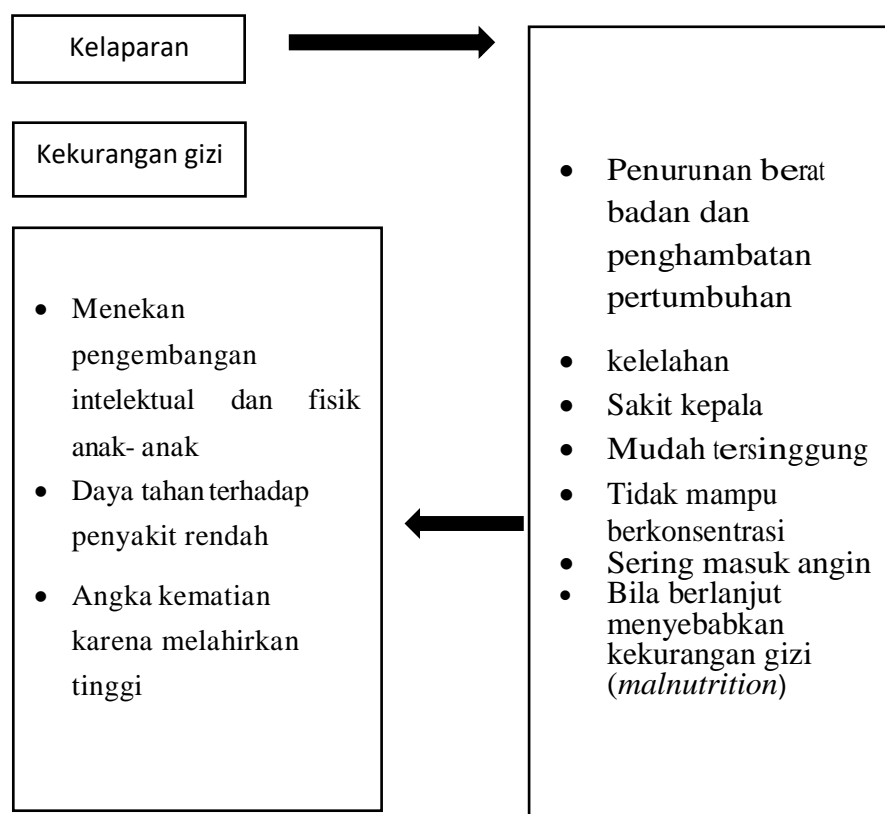 Kelaparan
Kekurangan gizi
• Menekan
pengembangan
intelektual dan fisik
anak- anak
• Daya tahan terhadap
penyakit rendah
• Angka kematian
karena melahirkan
tinggi
• Penurunan berat
badan dan
penghambatan
pertumbuhan
• kelelahan
• Sakit kepala
• Mudah tersinggung
• Tidak mampu
berkonsentrasi
• Sering masuk angin
• Bila berlanjut
menyebabkan
kekurangan gizi
(malnutrition)